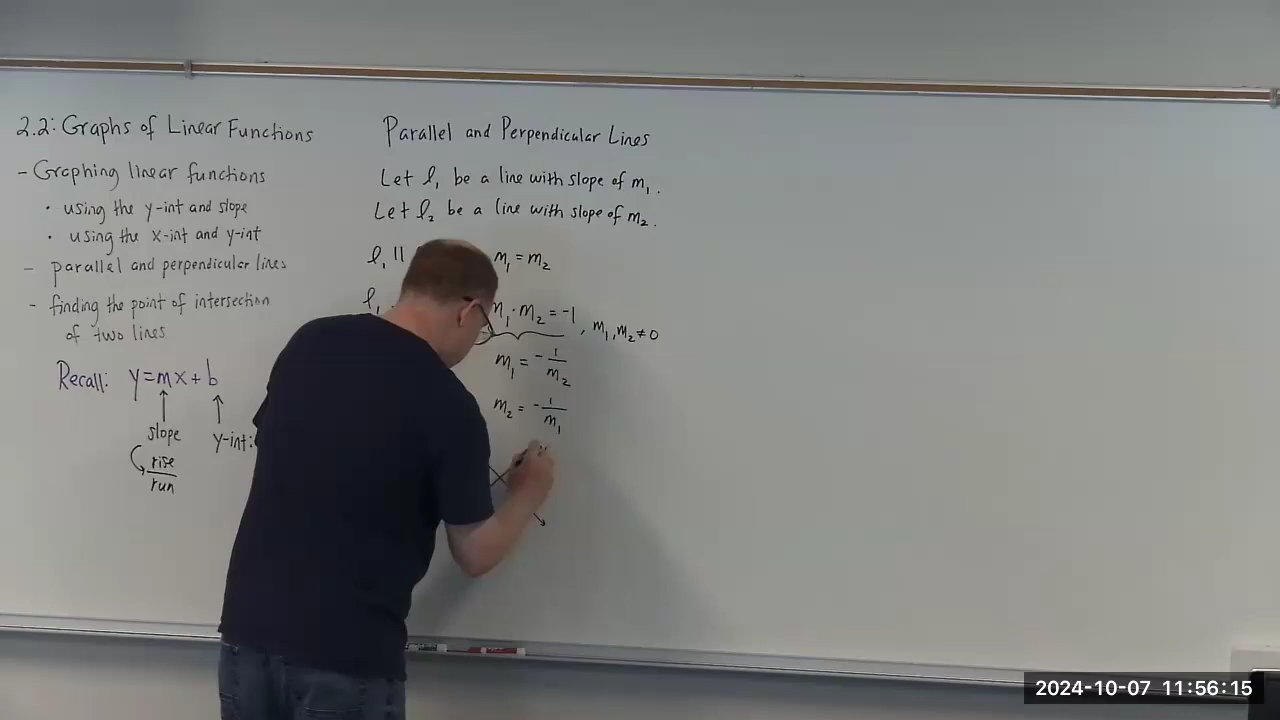 2.2: Graphs of Linear Functions
- Graphing linear functions
• using the y-int and slope
• using the x-int and y-int
- parallel and perpendicular lines
- finding the point of intersection
of two lines
Recall: y=mx+b
slope
y-int:
rise
run
Parallel and Perpendicular Lines
Let l₁ be a line with slope of m₁.
Let l₂ be a line with slope of m₂.
l₁ || m₁ = m₂
l₁ m₁·m₂ = -1, m₁, m₂ ≠ 0
m₁ = -1/m₂
m₂ = -1/m₁
2024-10-07 11:56:15